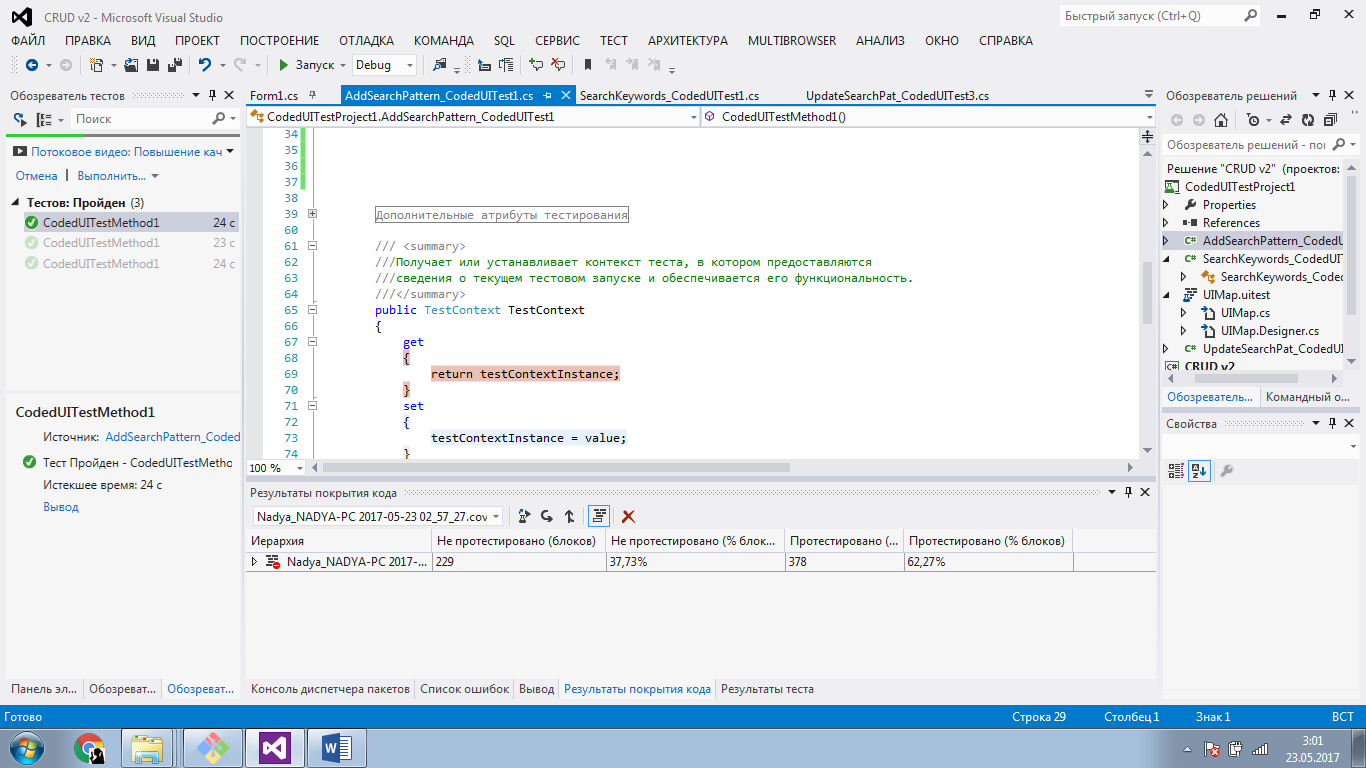 CRUD v2 - Microsoft Visual Studio
Быстрый запуск (Ctrl+Q)
ФАЙЛ ПРАВКА ВИД ПРОЕКТ ПОСТРОЕНИЕ ОТЛАДКА КОМАНДА SQL СЕРВИС ТЕСТ АРХИТЕКТУРА MULTIBROWSER АНАЛИЗ ОКНО СПРАВКА
Запуск Debug
Обозреватель тестов
Поиск
Потоковое видео: Повышение кач
Отмена Выполнить...
Тестов: Пройден (3)
CodedUITestMethod1 24 с
CodedUITestMethod1 23 с
CodedUITestMethod1 24 с
CodedUITestMethod1
Источник: AddSearchPattern_Coded
Тест Пройден - CodedUITestMetho
Истекшее время: 24 с
Вывод
Панель эл... Обозреват... Обозреват...
Form1.cs AddSearchPattern_CodedUITest1.cs SearchKeywords_CodedUITest1.cs UpdateSearchPat_CodedUITest3.cs
CodedUITestProject1.AddSearchPattern_CodedUITest1 CodedUITestMethod1()
34
35
36
37
38
39 Дополнительные атрибуты тестирования
60
61 /// <summary>
62 ///Получает или устанавливает контекст теста, в котором предоставляются
63 ///сведения о текущем тестовом запуске и обеспечивается его функциональность.
64 ///</summary>
65 public TestContext TestContext
66 {
67 get
68 {
69 return testContextInstance;
70 }
71 set
72 {
73 testContextInstance = value;
74 }
100 %
Результаты покрытия кода
Nadya_NADYA-PC 2017-05-23 02_57_27.cov
Иерархия Не протестировано (блоков) Не протестировано (% блок... Протестировано (... Протестировано (% блоков)
Nadya_NADYA-PC 2017-... 229 37,73% 378 62,27%
Консоль диспетчера пакетов Список ошибок Вывод Результаты покрытия кода Результаты теста
Обозреватель решений
Обозреватель решений - пои
Решение "CRUD v2" (проектов:
CodedUITestProject1
Properties
References
AddSearchPattern_CodedU
SearchKeywords_CodedUIT
SearchKeywords_Coded
UIMap.uitest
UIMap.cs
UIMap.Designer.cs
UpdateSearchPat_CodedUI
CRUD v2
Обозреватель... Командный о...
Свойства
Готово Строка 29 Столбец 1 Знак 1 ВСТ
3:01
23.05.2017